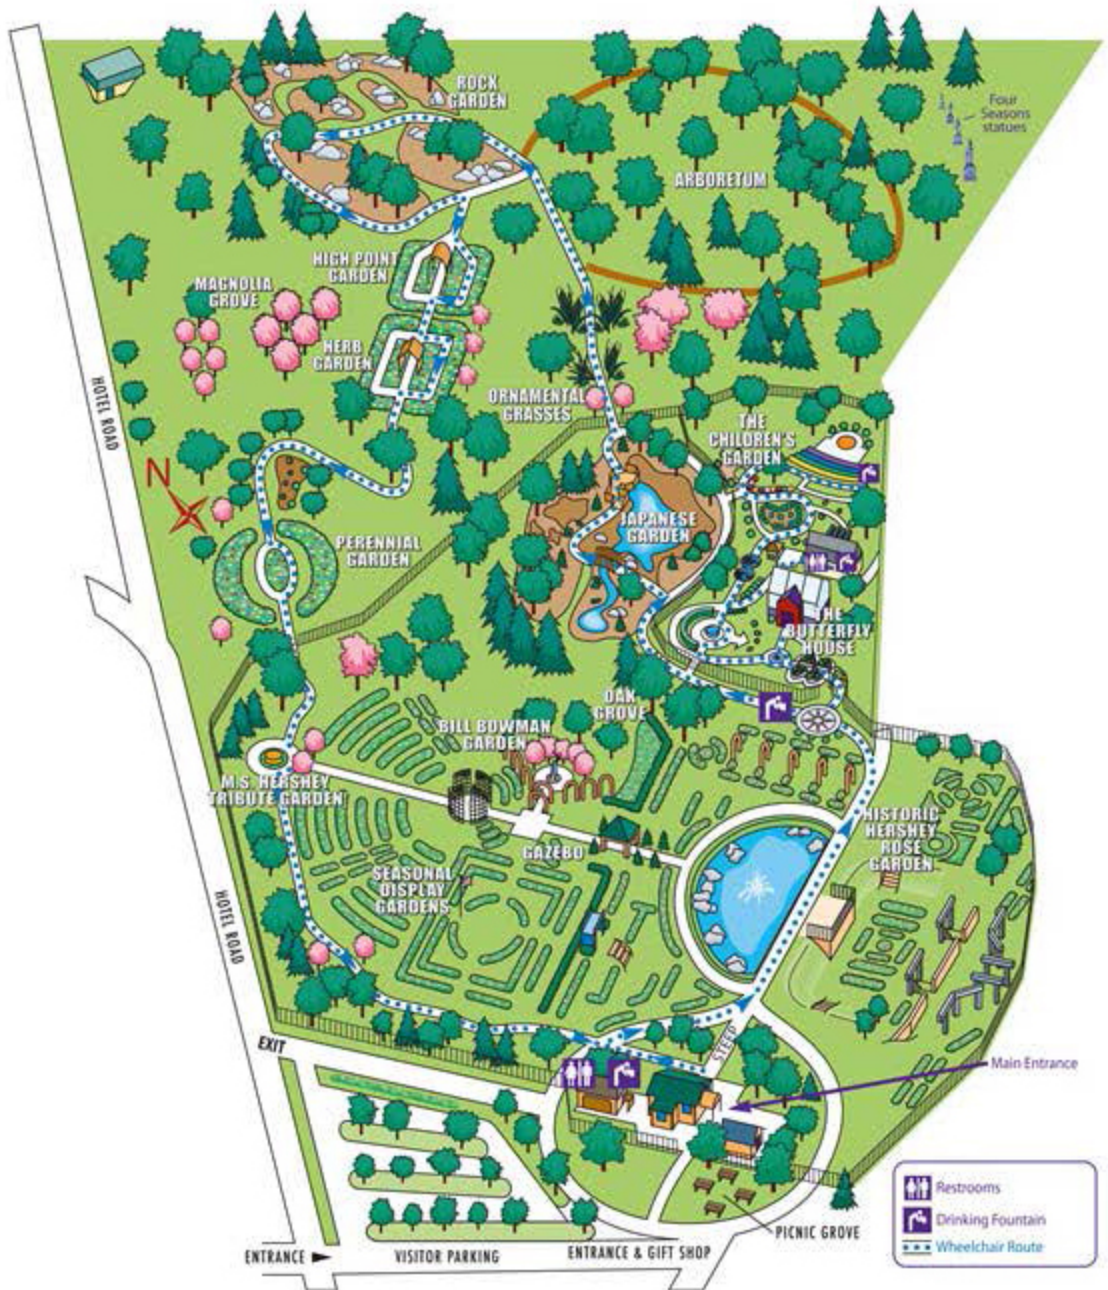 ROCK
GARDEN
Four
Seasons
statues
ARBORETUM
HIGH POINT
GARDEN
MAGNOLIA
GROVE
HERB
GARDEN
HOTEL ROAD
ORNAMENTAL
GRASSES
THE
CHILDREN'S
GARDEN
N
JAPANESE
GARDEN
PERENNIAL
GARDEN
THE
BUTTERFLY
HOUSE
OAK
GROVE
BILL BOWMAN
GARDEN
M.S. HERSHEY
TRIBUTE GARDEN
HISTORIC
HERSHEY
ROSE
GARDEN
GAZEBO
SEASONAL
DISPLAY
GARDENS
HOTEL ROAD
EXIT
STEEP
Main Entrance
Restrooms
Drinking Fountain
Wheelchair Route
PICNIC GROVE
ENTRANCE
VISITOR PARKING
ENTRANCE & GIFT SHOP